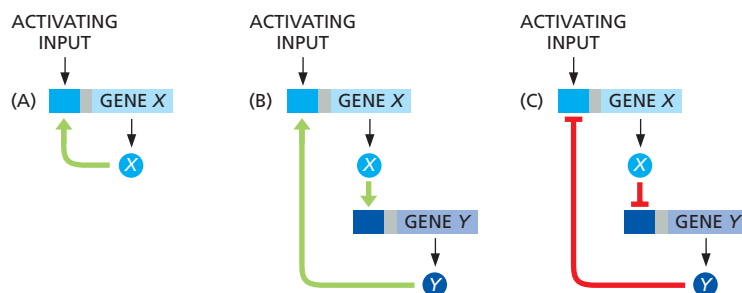 ACTIVATING
INPUT
(A)
GENE X
X
ACTIVATING
INPUT
(B)
GENE X
X
GENE Y
Y
ACTIVATING
INPUT
(C)
GENE X
X
GENE Y
Y